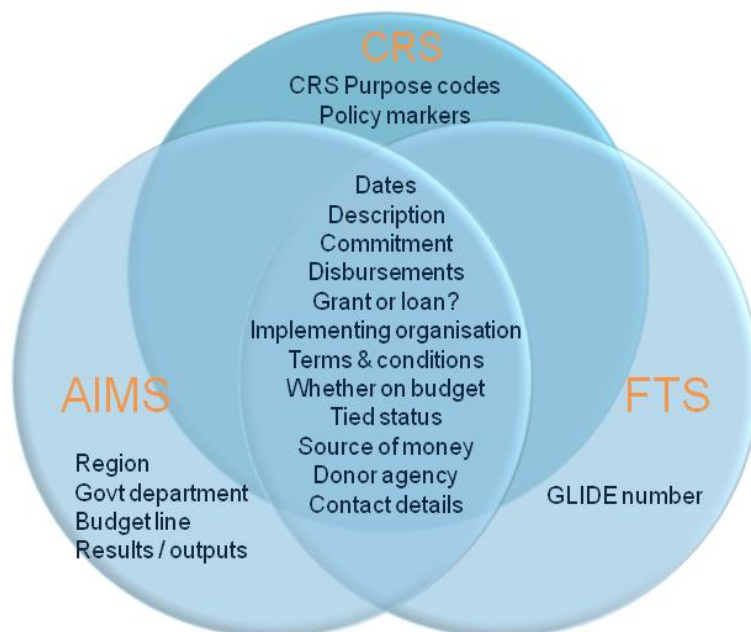 CRS
CRS Purpose codes
Policy markers
Dates
Description
Commitment
Disbursements
Grant or loan?
Implementing organisation
Terms & conditions
Whether on budget
Tied status
Source of money
Donor agency
Contact details
AIMS
Region
Govt department
Budget line
Results / outputs
FTS
GLIDE number